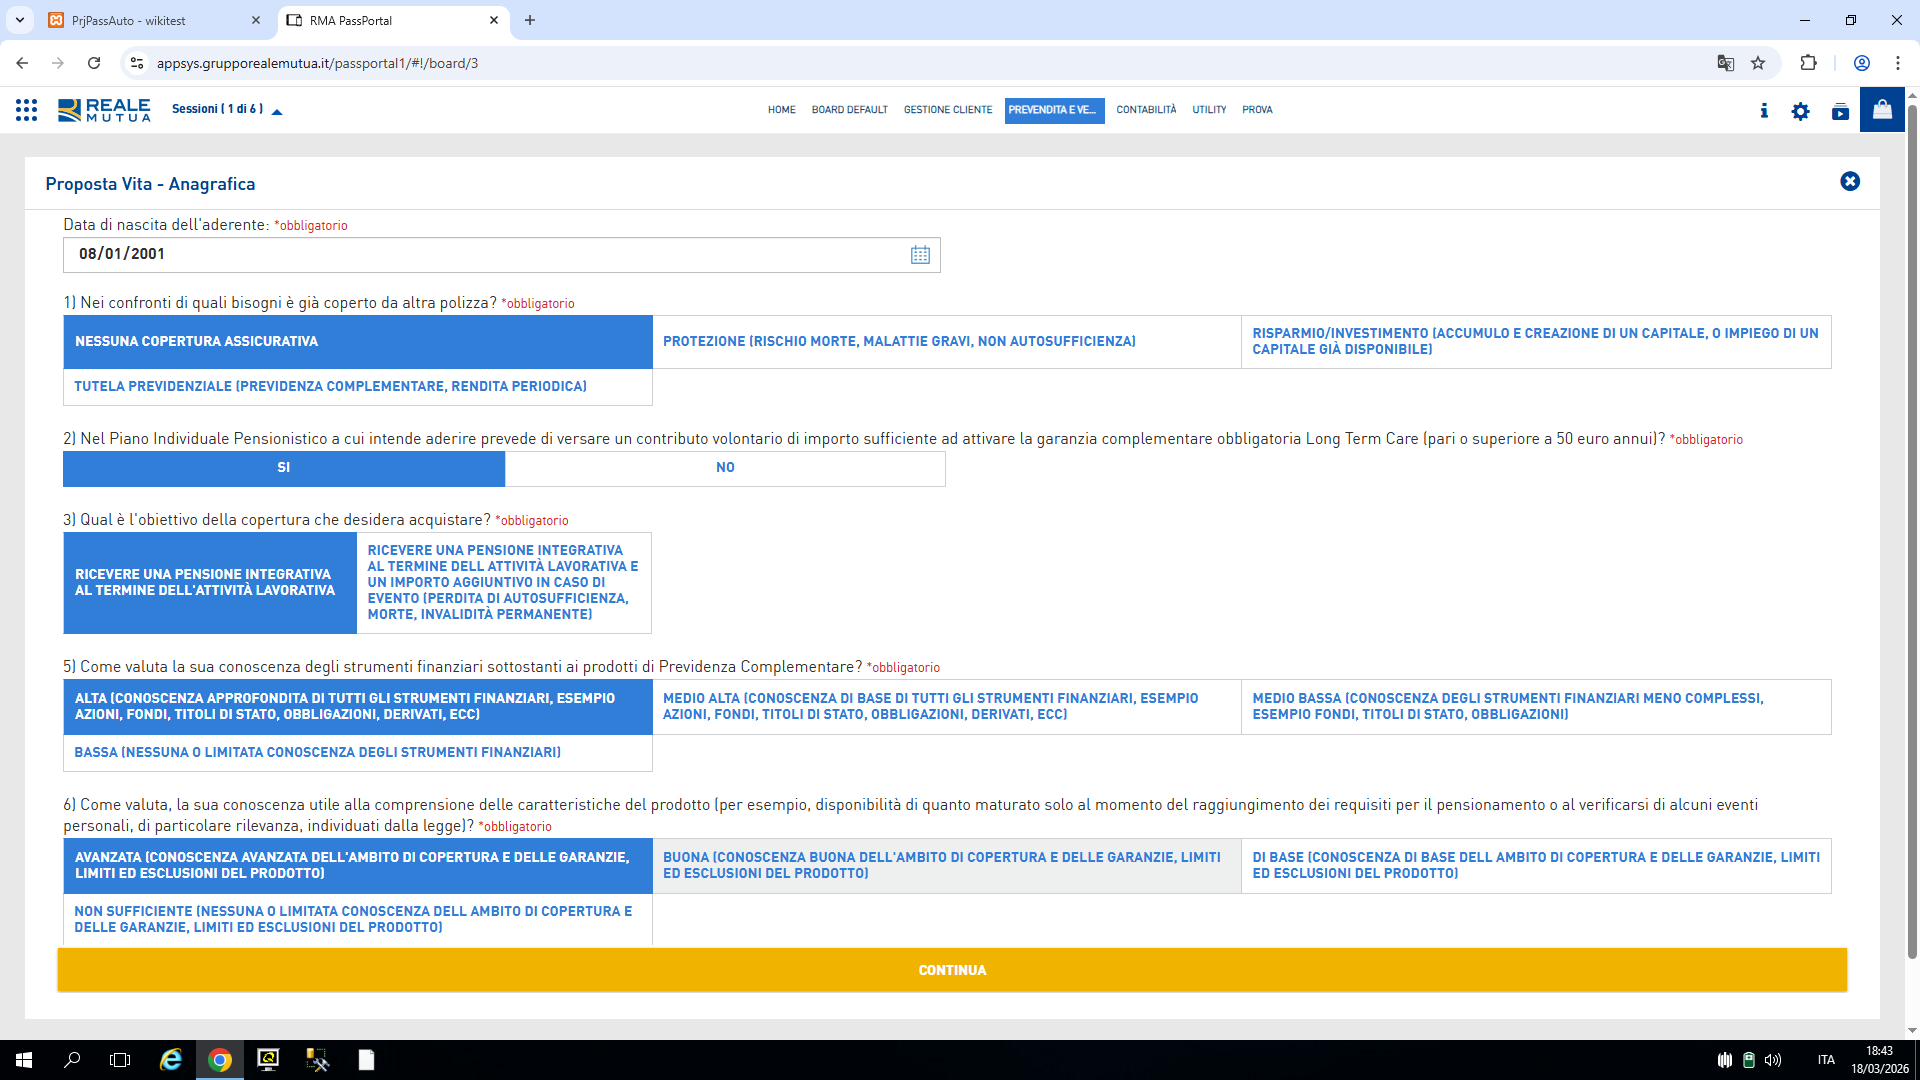 PrjPassAuto - wikitest
RMA PassPortal
appsys.grupporealemutua.it/passportal1/#!/board/3
REALE
MUTUA
Sessioni ( 1 di 6 )
HOME
BOARD DEFAULT
GESTIONE CLIENTE
PREVENDITA E VE...
CONTABILITÀ
UTILITY
PROVA
Proposta Vita - Anagrafica
Data di nascita dell'aderente: *obbligatorio
08/01/2001
1) Nei confronti di quali bisogni è già coperto da altra polizza? *obbligatorio
NESSUNA COPERTURA ASSICURATIVA
PROTEZIONE (RISCHIO MORTE, MALATTIE GRAVI, NON AUTOSUFFICIENZA)
RISPARMIO/INVESTIMENTO (ACCUMULO E CREAZIONE DI UN CAPITALE, O IMPIEGO DI UN
CAPITALE GIÀ DISPONIBILE)
TUTELA PREVIDENZIALE (PREVIDENZA COMPLEMENTARE, RENDITA PERIODICA)
2) Nel Piano Individuale Pensionistico a cui intende aderire prevede di versare un contributo volontario di importo sufficiente ad attivare la garanzia complementare obbligatoria Long Term Care (pari o superiore a 50 euro annui)? *obbligatorio
SI
NO
3) Qual è l'obiettivo della copertura che desidera acquistare? *obbligatorio
RICEVERE UNA PENSIONE INTEGRATIVA
AL TERMINE DELL'ATTIVITÀ LAVORATIVA
RICEVERE UNA PENSIONE INTEGRATIVA
AL TERMINE DELL ATTIVITÀ LAVORATIVA E
UN IMPORTO AGGIUNTIVO IN CASO DI
EVENTO (PERDITA DI AUTOSUFFICIENZA,
MORTE, INVALIDITÀ PERMANENTE)
5) Come valuta la sua conoscenza degli strumenti finanziari sottostanti ai prodotti di Previdenza Complementare? *obbligatorio
ALTA (CONOSCENZA APPROFONDITA DI TUTTI GLI STRUMENTI FINANZIARI, ESEMPIO
AZIONI, FONDI, TITOLI DI STATO, OBBLIGAZIONI, DERIVATI, ECC)
MEDIO ALTA (CONOSCENZA DI BASE DI TUTTI GLI STRUMENTI FINANZIARI, ESEMPIO
AZIONI, FONDI, TITOLI DI STATO, OBBLIGAZIONI, DERIVATI, ECC)
MEDIO BASSA (CONOSCENZA DEGLI STRUMENTI FINANZIARI MENO COMPLESSI,
ESEMPIO FONDI, TITOLI DI STATO, OBBLIGAZIONI)
BASSA (NESSUNA O LIMITATA CONOSCENZA DEGLI STRUMENTI FINANZIARI)
6) Come valuta, la sua conoscenza utile alla comprensione delle caratteristiche del prodotto (per esempio, disponibilità di quanto maturato solo al momento del raggiungimento dei requisiti per il pensionamento o al verificarsi di alcuni eventi
personali, di particolare rilevanza, individuati dalla legge)? *obbligatorio
AVANZATA (CONOSCENZA AVANZATA DELL'AMBITO DI COPERTURA E DELLE GARANZIE,
LIMITI ED ESCLUSIONI DEL PRODOTTO)
BUONA (CONOSCENZA BUONA DELL'AMBITO DI COPERTURA E DELLE GARANZIE, LIMITI
ED ESCLUSIONI DEL PRODOTTO)
DI BASE (CONOSCENZA DI BASE DELL AMBITO DI COPERTURA E DELLE GARANZIE, LIMITI
ED ESCLUSIONI DEL PRODOTTO)
NON SUFFICIENTE (NESSUNA O LIMITATA CONOSCENZA DELL AMBITO DI COPERTURA E
DELLE GARANZIE, LIMITI ED ESCLUSIONI DEL PRODOTTO)
CONTINUA
ITA
18:43
18/03/2026